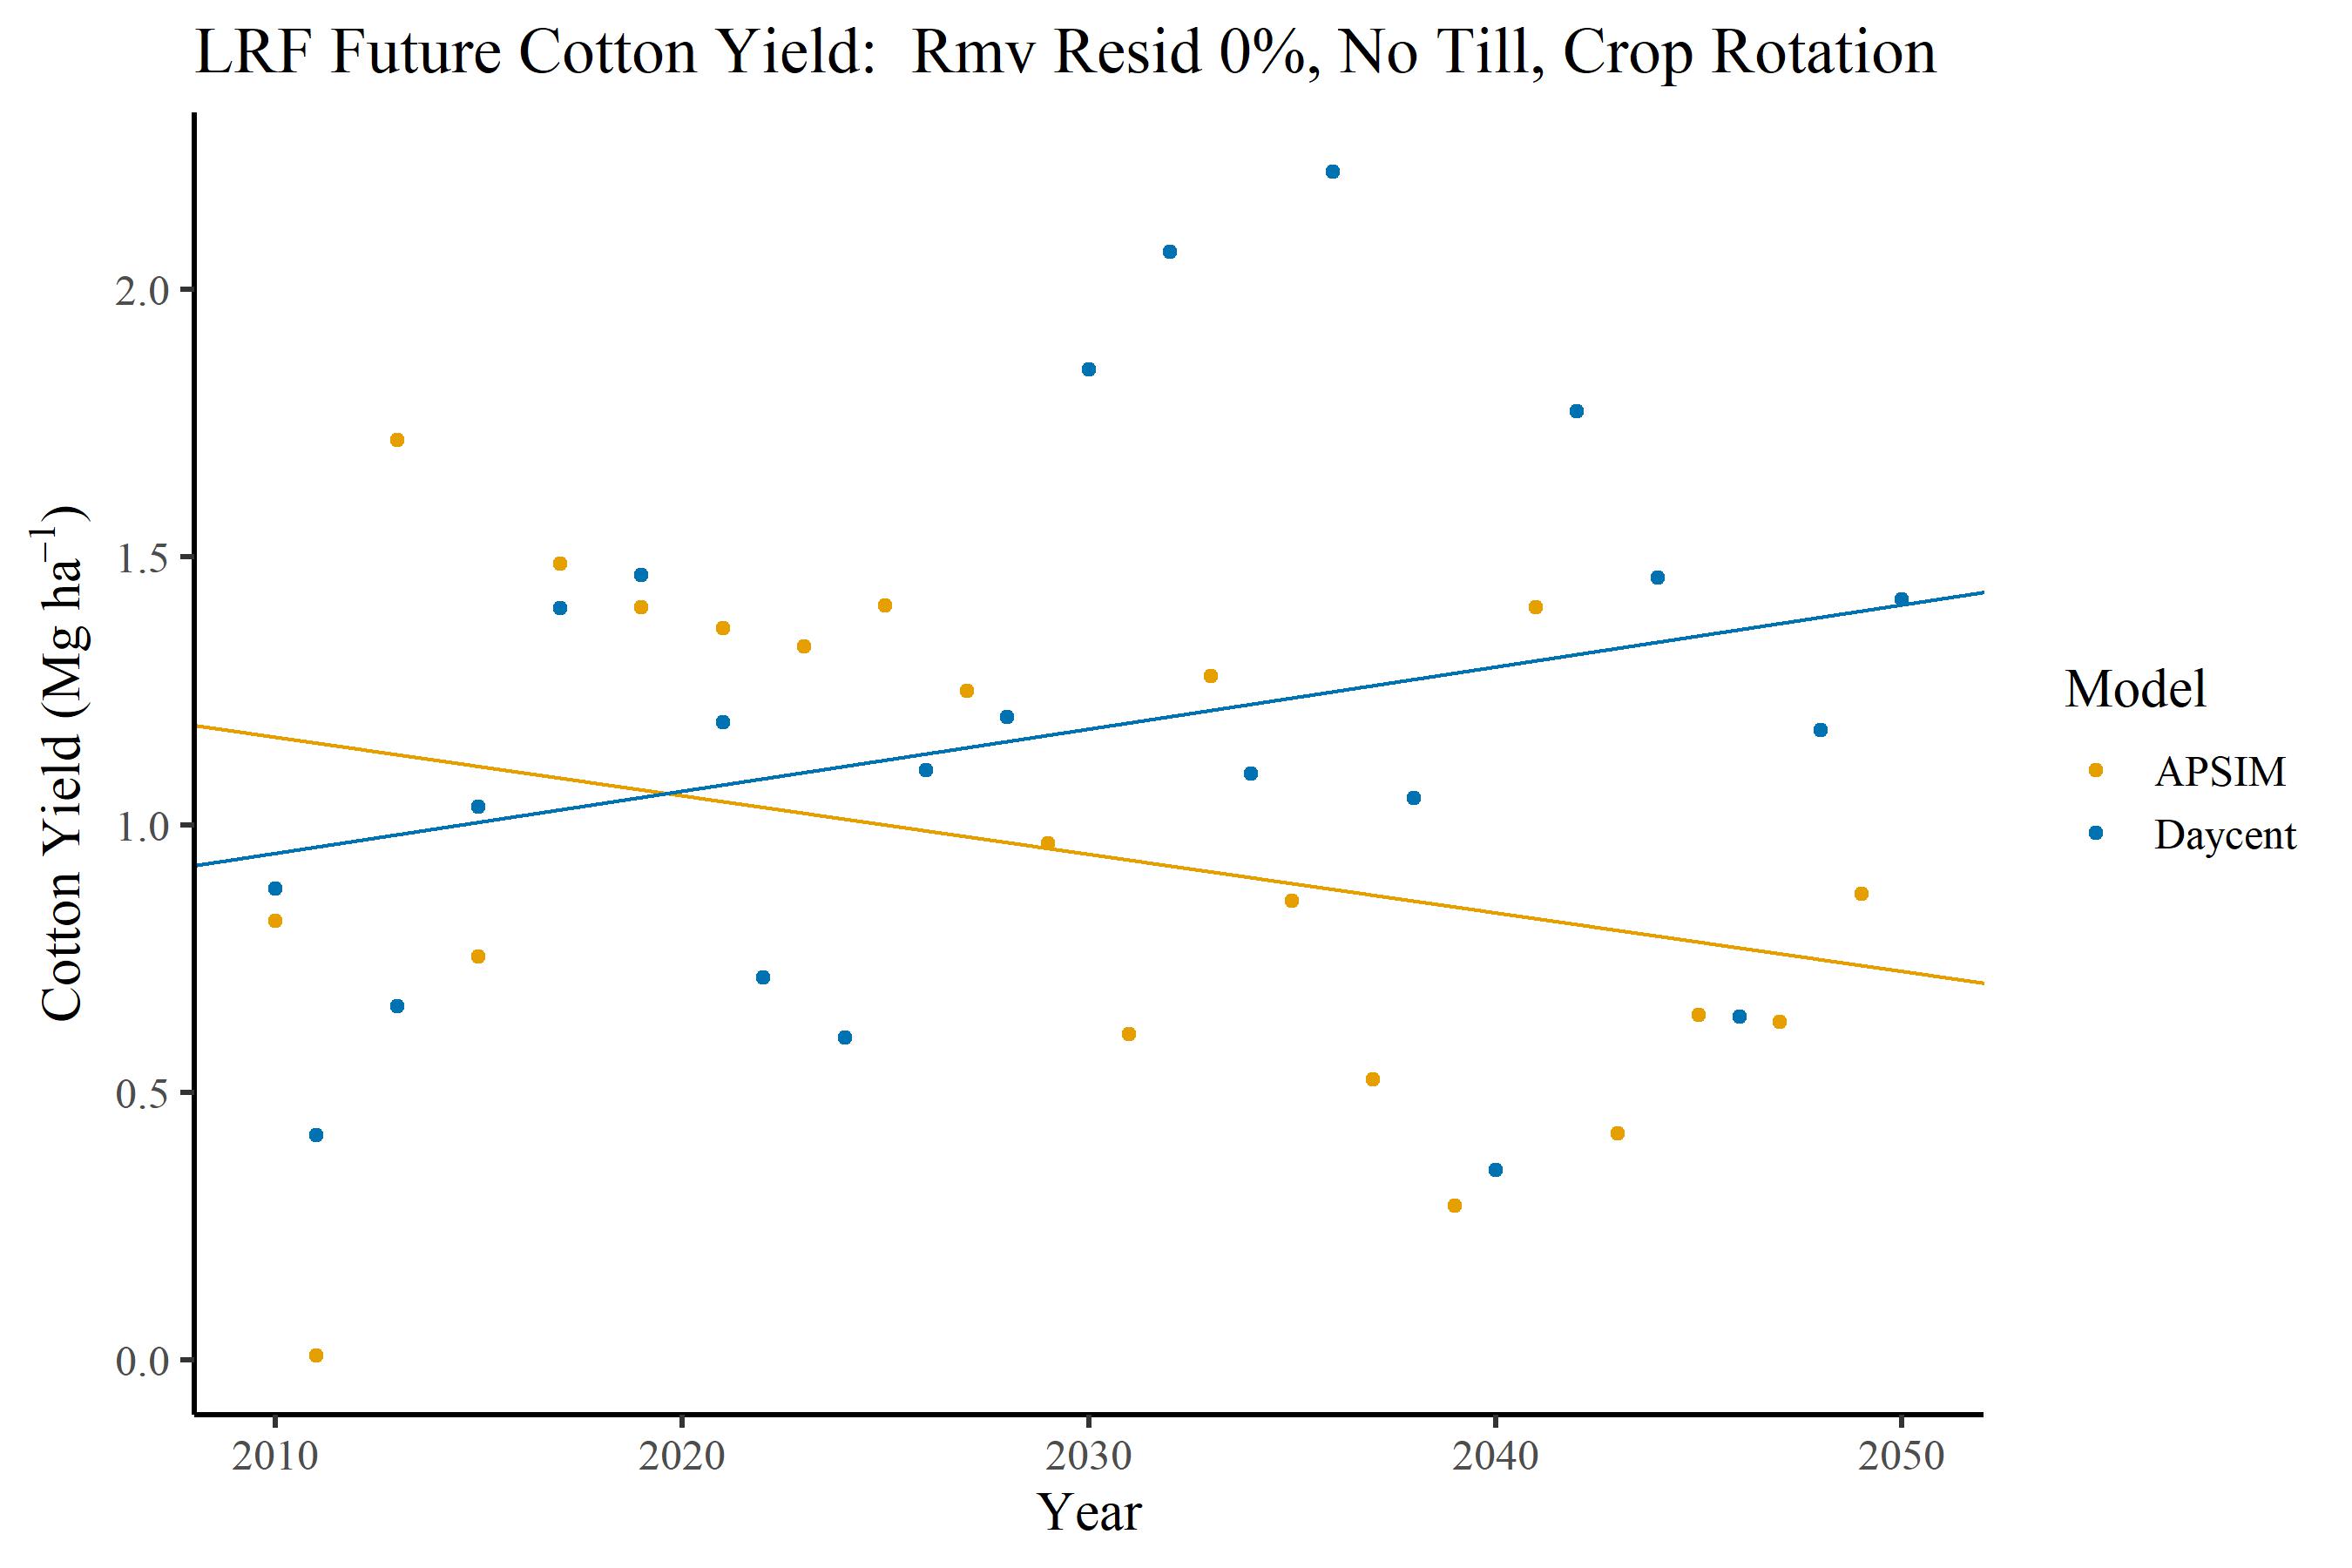 LRF Future Cotton Yield:  Rmv Resid 0%, No Till, Crop Rotation
Cotton Yield (Mg ha⁻¹)
2.0
1.5
1.0
0.5
0.0
2010 2020 2030 2040 2050
Year
Model
APSIM
Daycent